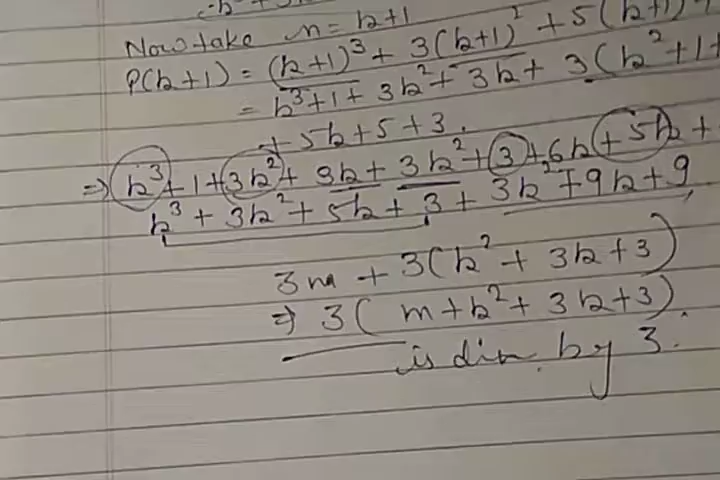 Now take n = k+1
P(k+1) = (k+1)³ + 3(k+1)² + 5(k+1)
= k³+1+ 3k² + 3k + 3(k²+1+
+ 5k + 5 + 3.
⇒ k³ + 1 + 3k² + 3k + 3k² + 3 + 6k + 5k +
k³ + 3k² + 5k + 3 + 3k² + 9k + 9
3m + 3(k² + 3k + 3)
⇒ 3( m + k² + 3k + 3).
is div. by 3.